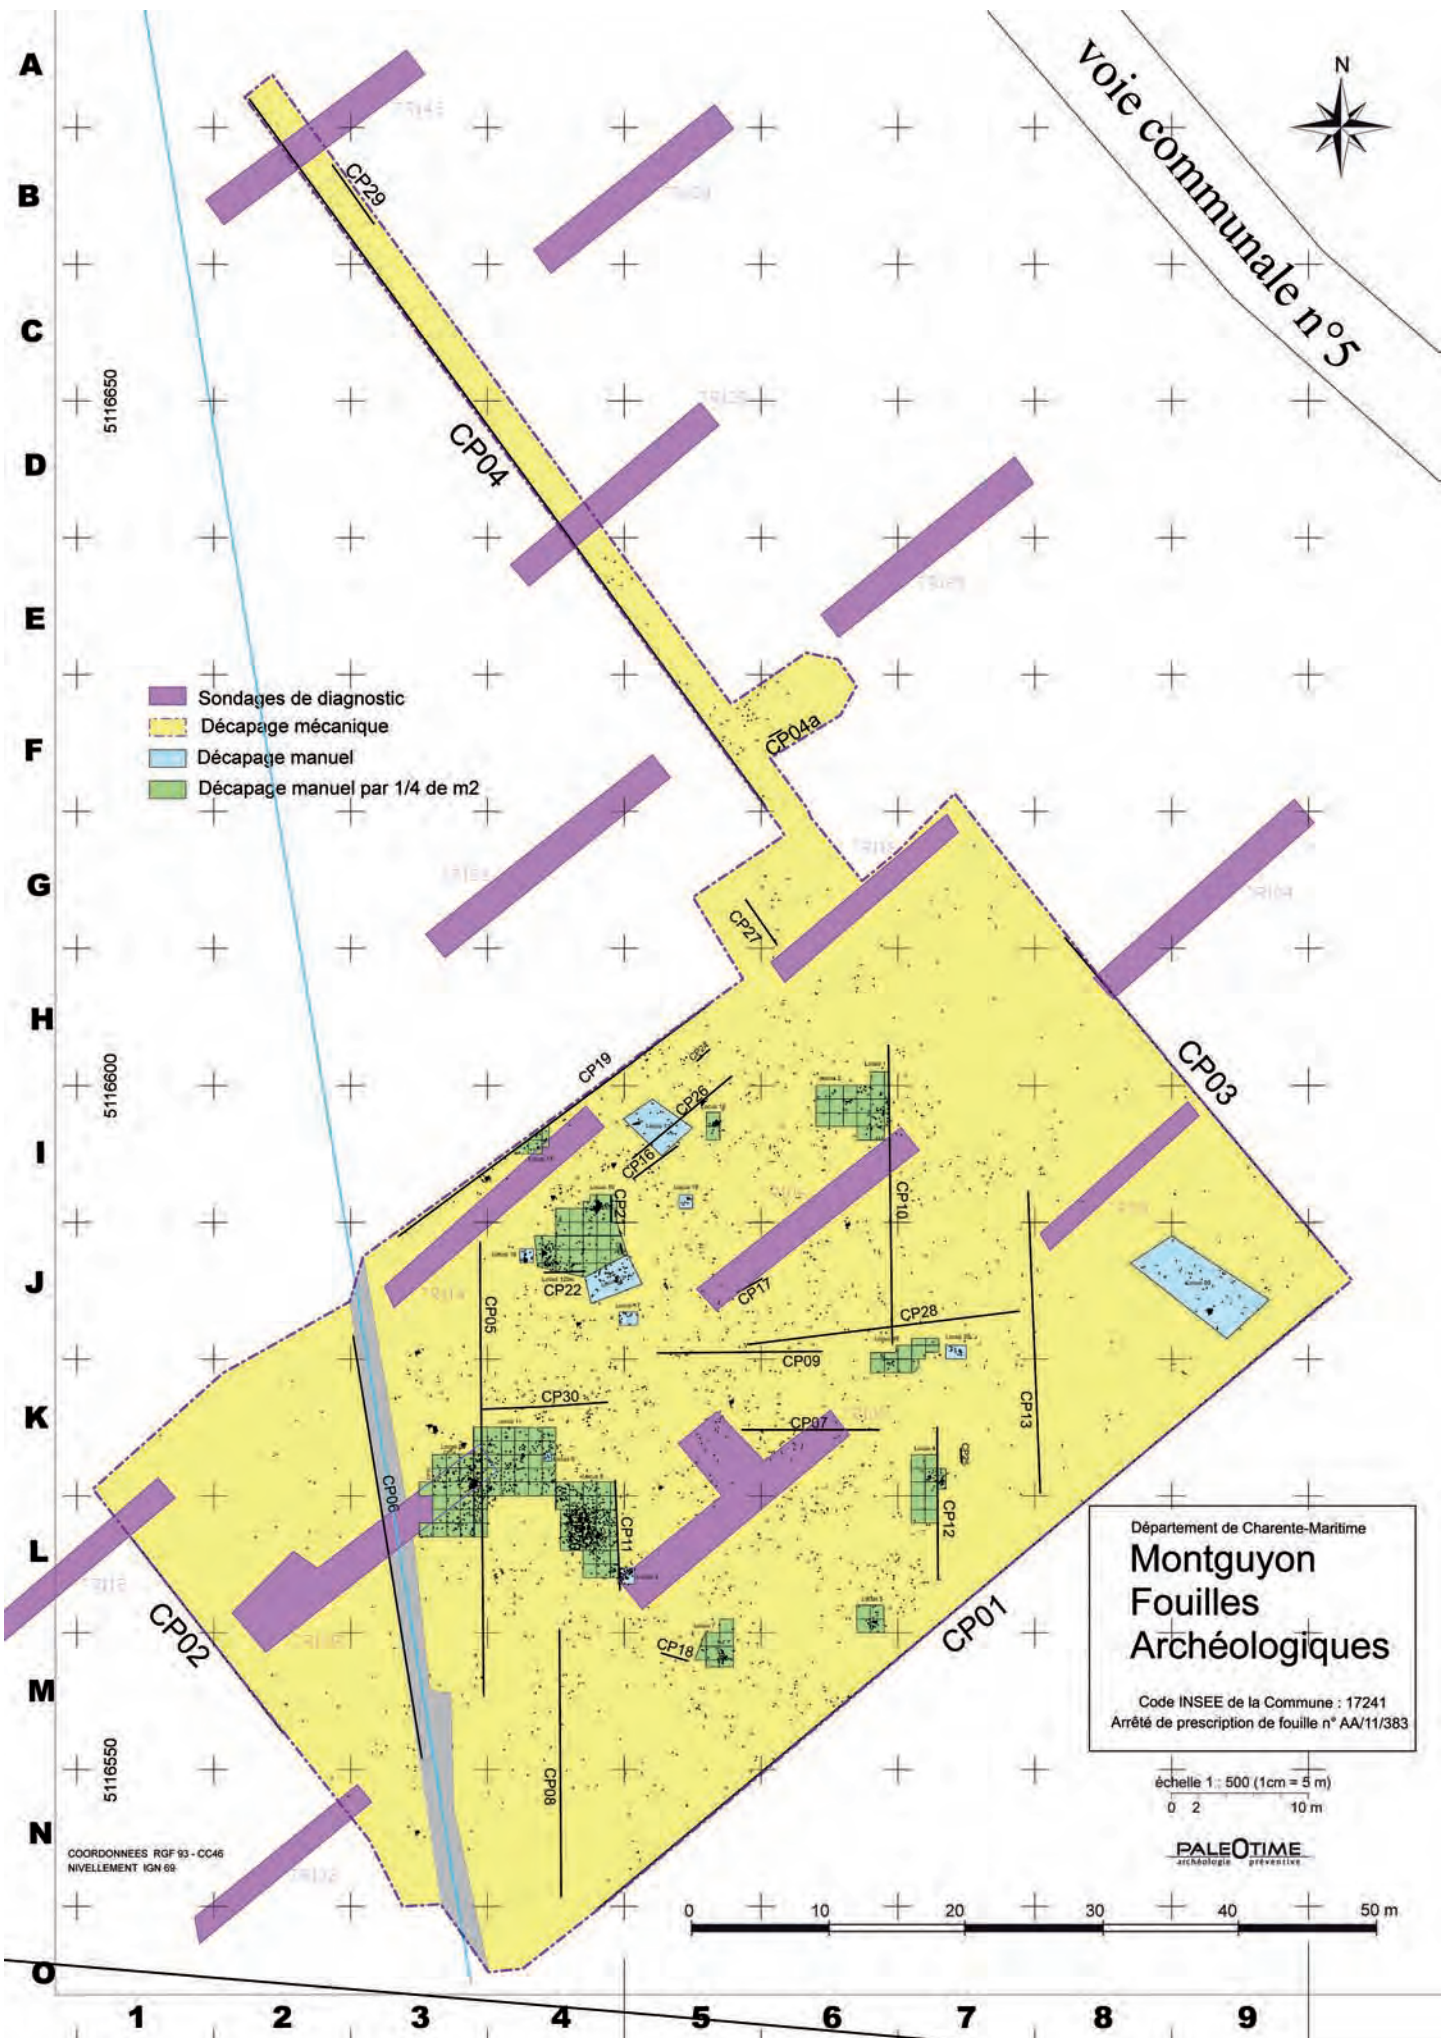 A
B
C
D
E
F
G
H
I
J
K
L
M
N
O
1
2
3
4
5
6
7
8
9
N
voie communale n°5
5116650
5116600
5116550
CP29
CP04
CP04a
CP27
CP03
CP19
CP24
CP26
CP16
CP21
CP22
CP05
CP10
CP17
CP28
CP09
CP30
CP07
CP13
CP06
CP11
CP12
CP25
CP18
CP08
CP02
CP01
Sondages de diagnostic
Décapage mécanique
Décapage manuel
Décapage manuel par 1/4 de m2
Département de Charente-Maritime
Montguyon
Fouilles
Archéologiques
Code INSEE de la Commune : 17241
Arrêté de prescription de fouille n° AA/11/383
échelle 1 : 500 (1cm = 5 m)
0 2 10 m
PALEOTIME
archéologie préventive
COORDONNEES RGF 93 - CC46
NIVELLEMENT IGN 69
0 10 20 30 40 50 m